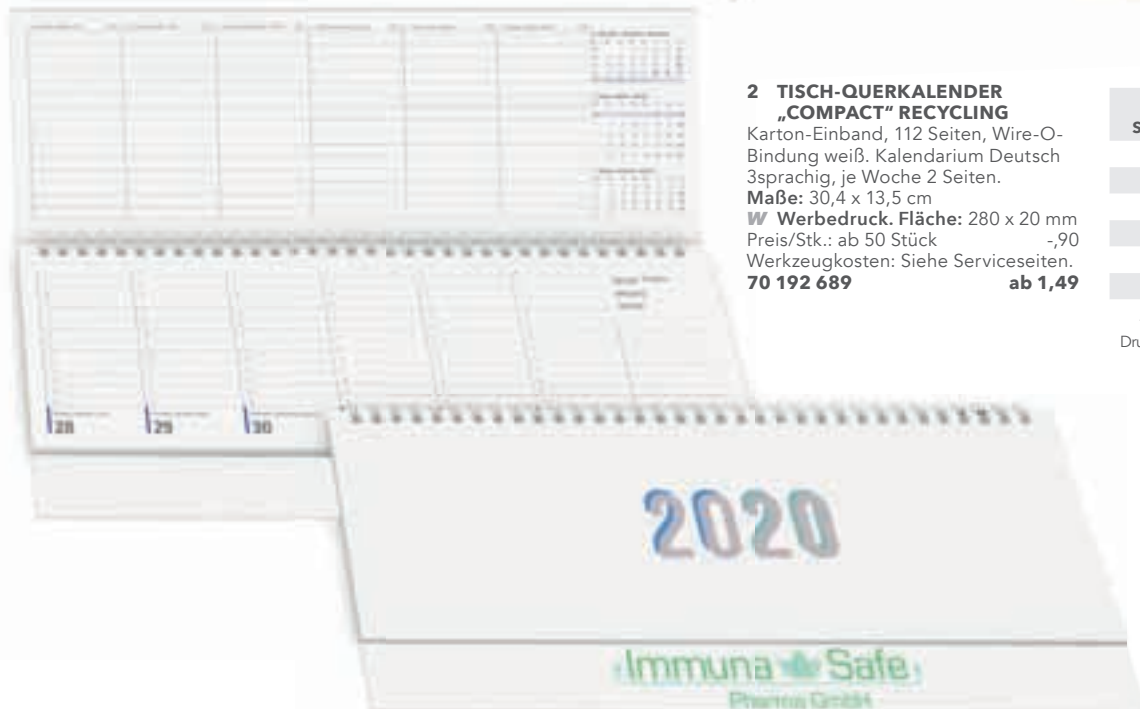 2 TISCH-QUERKALENDER
„COMPACT“ RECYCLING
Karton-Einband, 112 Seiten, Wire-O-
Bindung weiß. Kalendarium Deutsch
3sprachig, je Woche 2 Seiten.
Maße: 30,4 x 13,5 cm
W Werbedruck. Fläche: 280 x 20 mm
Preis/Stk.: ab 50 Stück -,90
Werkzeugkosten: Siehe Serviceseiten.
70 192 689 ab 1,49
S
Dru
28 29 30
2020
Immuna Safe
Pharma GmbH